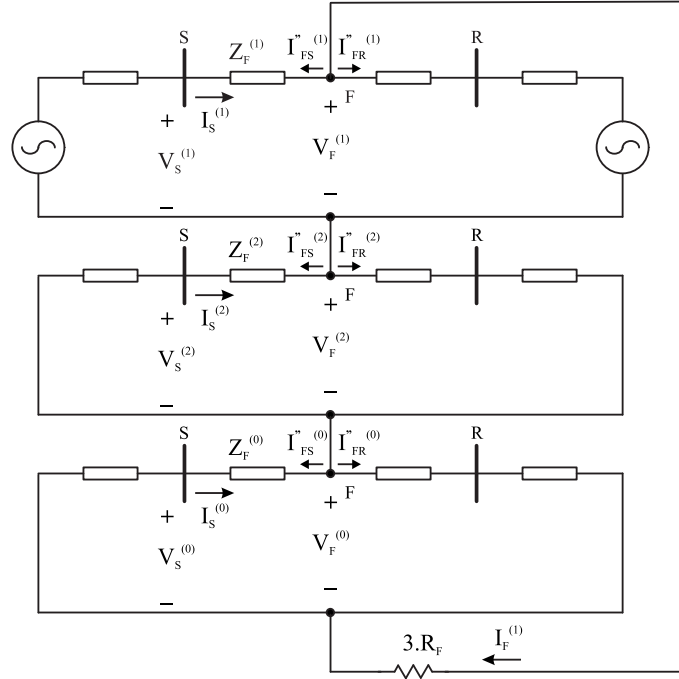 S Z_F^(1) I"_FS^(1) I"_FR^(1) R
F
I_S^(1)
+ +
V_S^(1) V_F^(1)
– –
S Z_F^(2) I"_FS^(2) I"_FR^(2) R
F
I_S^(2)
+ +
V_S^(2) V_F^(2)
– –
S Z_F^(0) I"_FS^(0) I"_FR^(0) R
F
I_S^(0)
+ +
V_S^(0) V_F^(0)
– –
3.R_F I_F^(1)